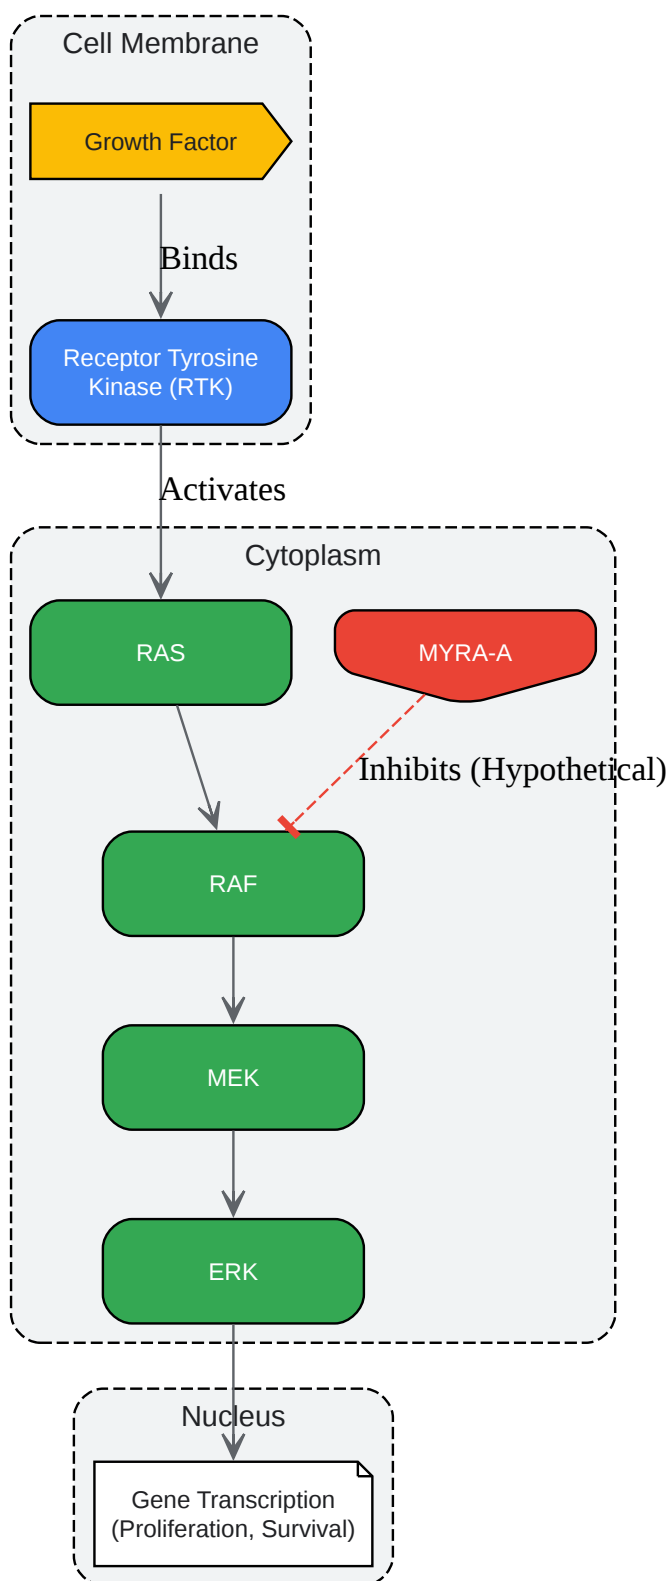 Cell Membrane
Growth Factor
Binds
Receptor Tyrosine
Kinase (RTK)
Activates
Cytoplasm
RAS
MYRA-A
Inhibits (Hypothetical)
RAF
MEK
ERK
Nucleus
Gene Transcription
(Proliferation, Survival)